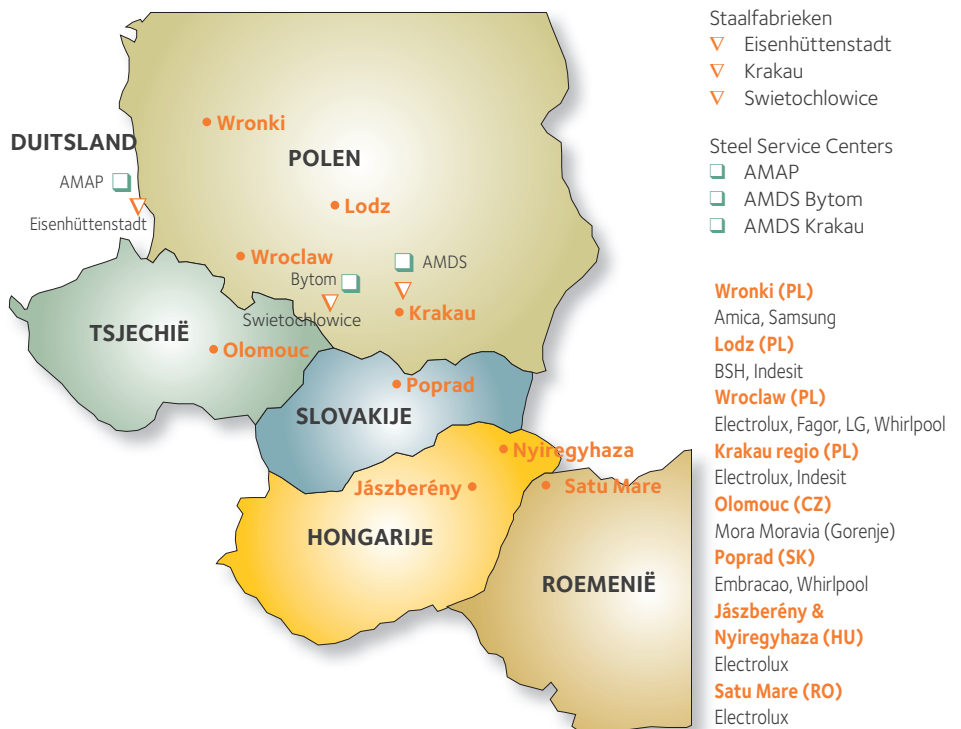 DUITSLAND
AMAP
Eisenhüttenstadt
Wronki
POLEN
Lodz
Wroclaw
Bytom
AMDS
Swietochlowice
Krakau
TSJECHIË
Olomouc
Poprad
SLOVAKIJE
Nyiregyhaza
Jászberény
Satu Mare
HONGARIJE
ROEMENIË
Staalfabrieken
Eisenhüttenstadt
Krakau
Swietochlowice
Steel Service Centers
AMAP
AMDS Bytom
AMDS Krakau
Wronki (PL)
Amica, Samsung
Lodz (PL)
BSH, Indesit
Wroclaw (PL)
Electrolux, Fagor, LG, Whirlpool
Krakau regio (PL)
Electrolux, Indesit
Olomouc (CZ)
Mora Moravia (Gorenje)
Poprad (SK)
Embracao, Whirlpool
Jászberény &
Nyiregyhaza (HU)
Electrolux
Satu Mare (RO)
Electrolux